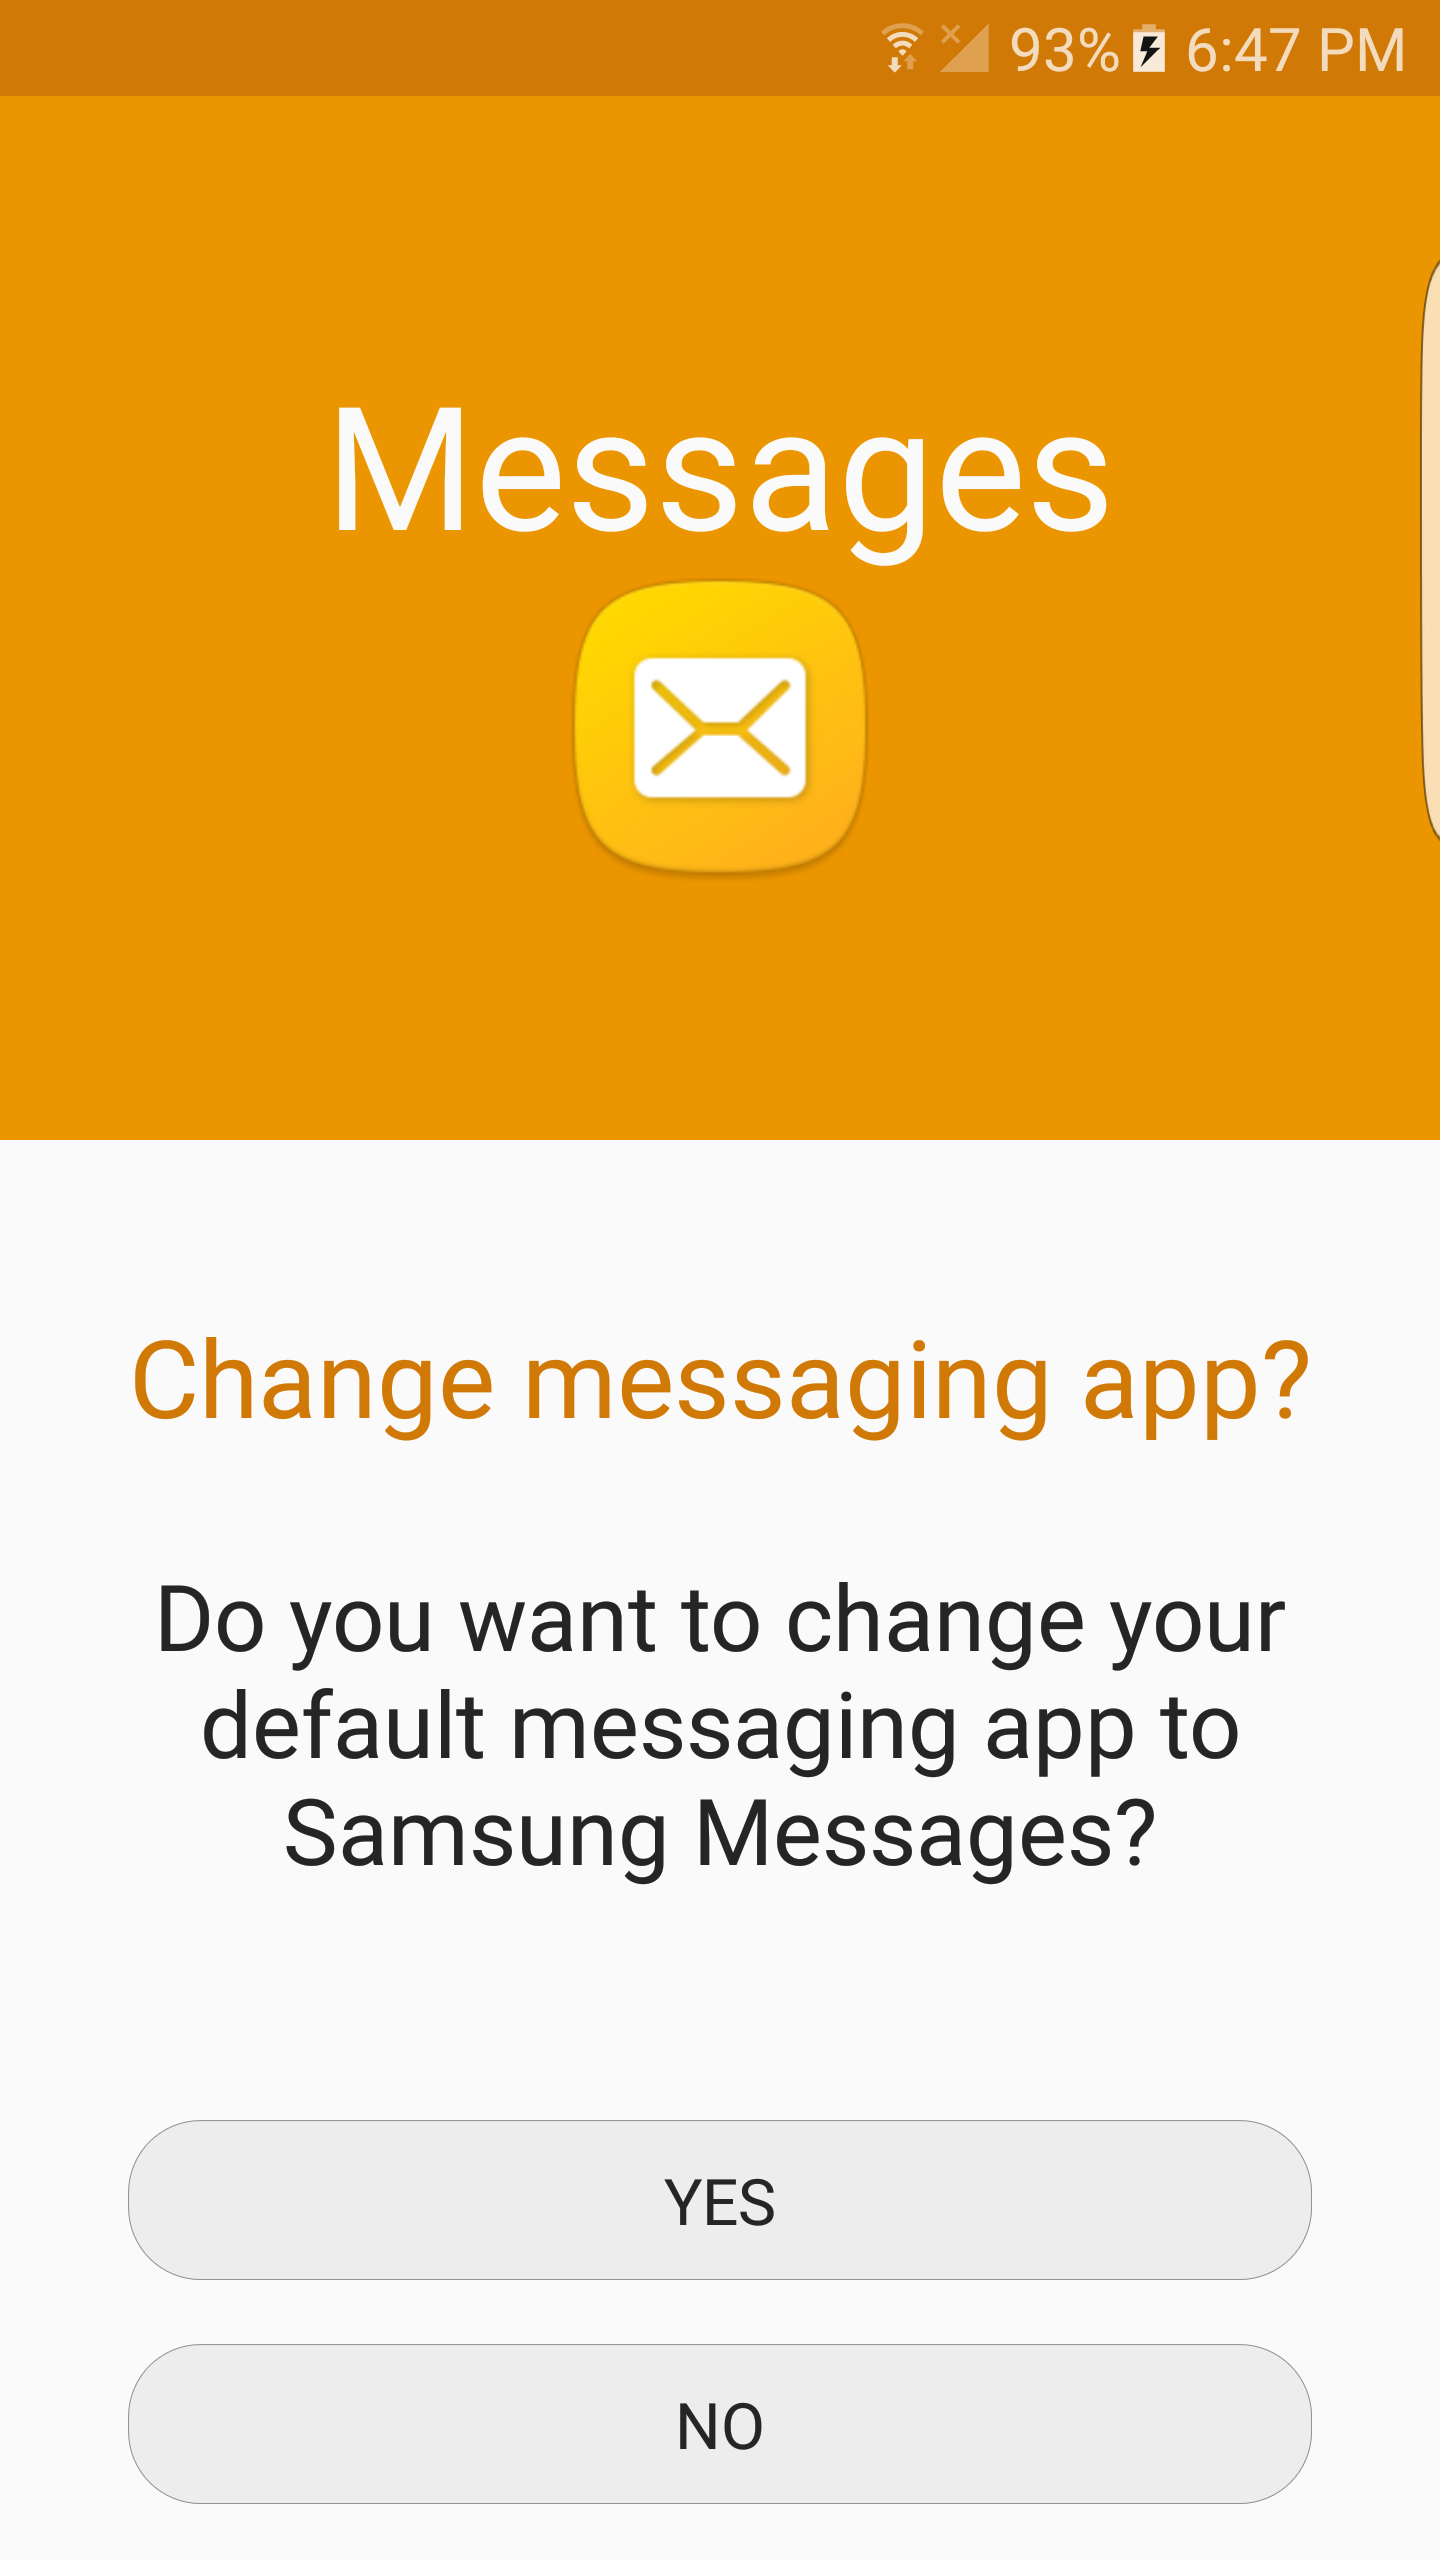 93% 6:47 PM
Messages
Change messaging app?
Do you want to change your
default messaging app to
Samsung Messages?
YES
NO